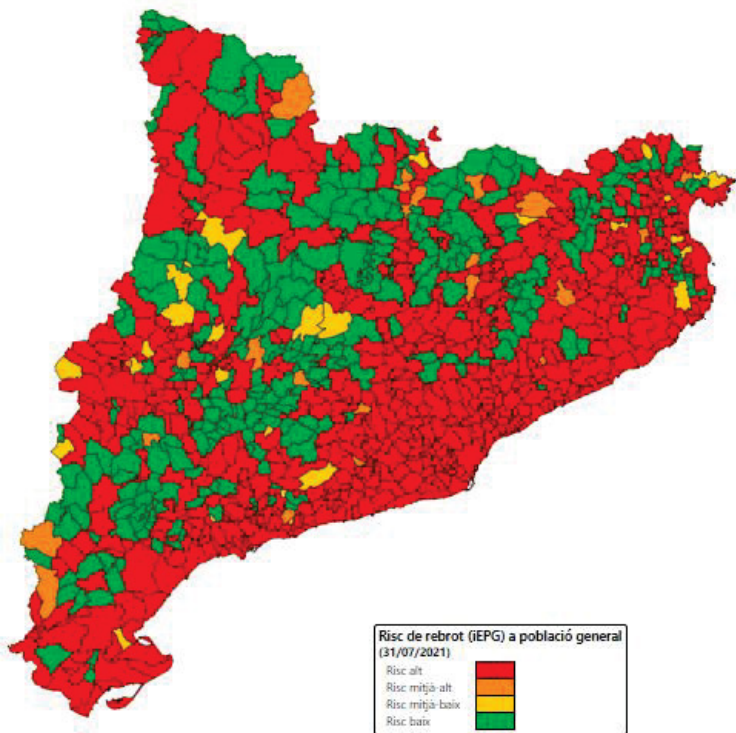 Risc de rebrot (iEPG) a població general
(31/07/2021)
Risc alt
Risc mitjà-alt
Risc mitjà-baix
Risc baix